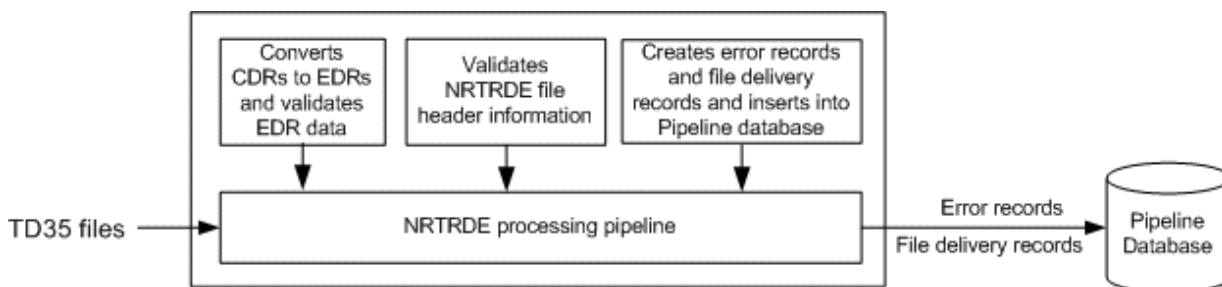 Converts
CDRs to EDRs
and validates
EDR data
Validates
NRTRDE file
header information
Creates error records
and file delivery
records and inserts into
Pipeline database
TD35 files
NRTRDE processing pipeline
Error records
File delivery records
Pipeline
Database